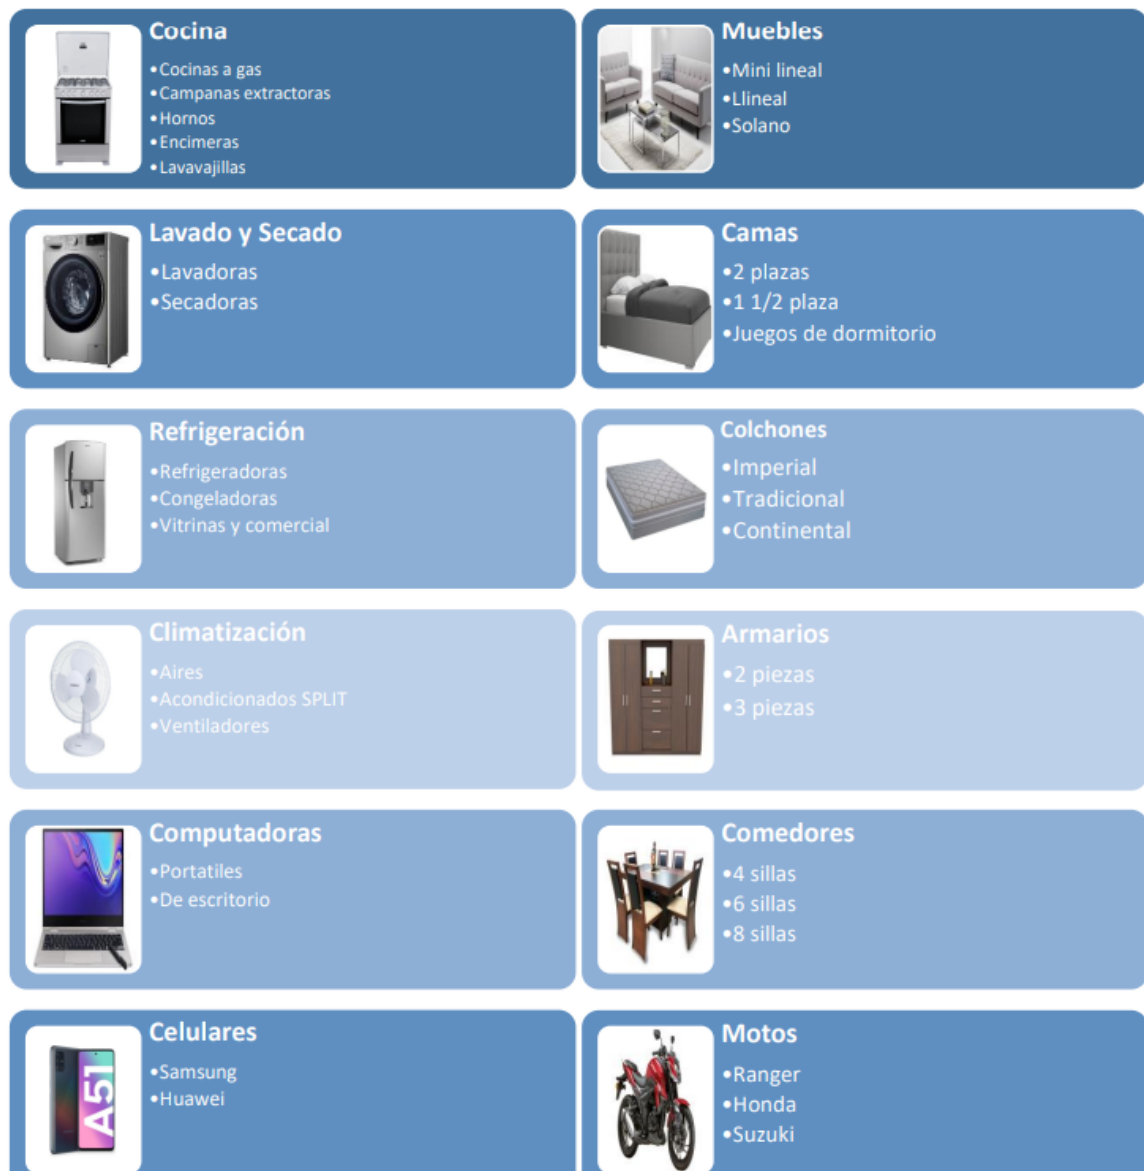 Cocina
•Cocinas a gas
•Campanas extractoras
•Hornos
•Encimeras
•Lavavajillas
Muebles
•Mini lineal
•Llineal
•Solano
Lavado y Secado
•Lavadoras
•Secadoras
Camas
•2 plazas
•1 1/2 plaza
•Juegos de dormitorio
Refrigeración
•Refrigeradoras
•Congeladoras
•Vitrinas y comercial
Colchones
•Imperial
•Tradicional
•Continental
Climatización
•Aires
•Acondicionados SPLIT
•Ventiladores
Armarios
•2 piezas
•3 piezas
Computadoras
•Portatiles
•De escritorio
Comedores
•4 sillas
•6 sillas
•8 sillas
Celulares
•Samsung
•Huawei
A51
Motos
•Ranger
•Honda
•Suzuki